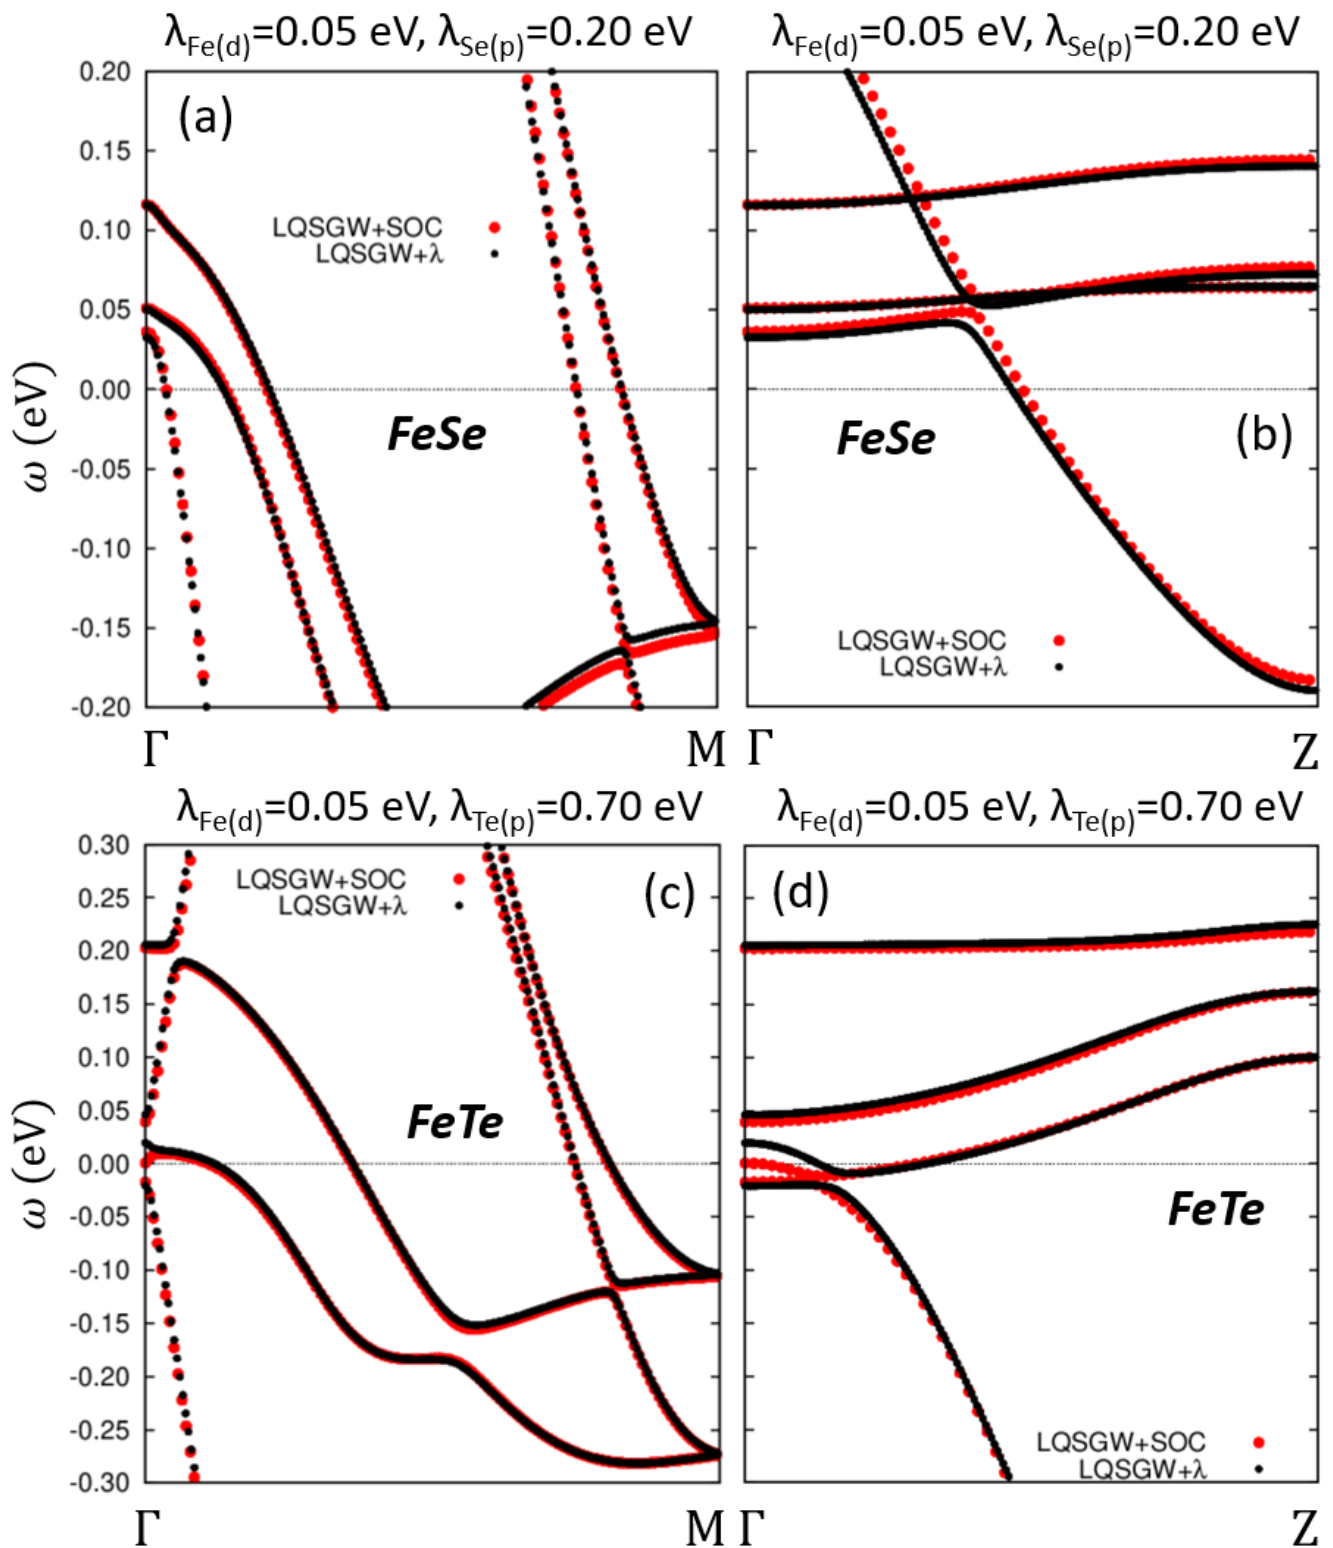 λFe(d)=0.05 eV, λSe(p)=0.20 eV
λFe(d)=0.05 eV, λSe(p)=0.20 eV
0.20
0.15
0.10
0.05
0.00
-0.05
-0.10
-0.15
-0.20
ω (eV)
(a)
LQSGW+SOC
LQSGW+λ
FeSe
Γ
M
FeSe
(b)
LQSGW+SOC
LQSGW+λ
Γ
Z
λFe(d)=0.05 eV, λTe(p)=0.70 eV
λFe(d)=0.05 eV, λTe(p)=0.70 eV
0.30
0.25
0.20
0.15
0.10
0.05
0.00
-0.05
-0.10
-0.15
-0.20
-0.25
-0.30
ω (eV)
LQSGW+SOC
LQSGW+λ
(c)
FeTe
Γ
M
(d)
FeTe
LQSGW+SOC
LQSGW+λ
Γ
Z